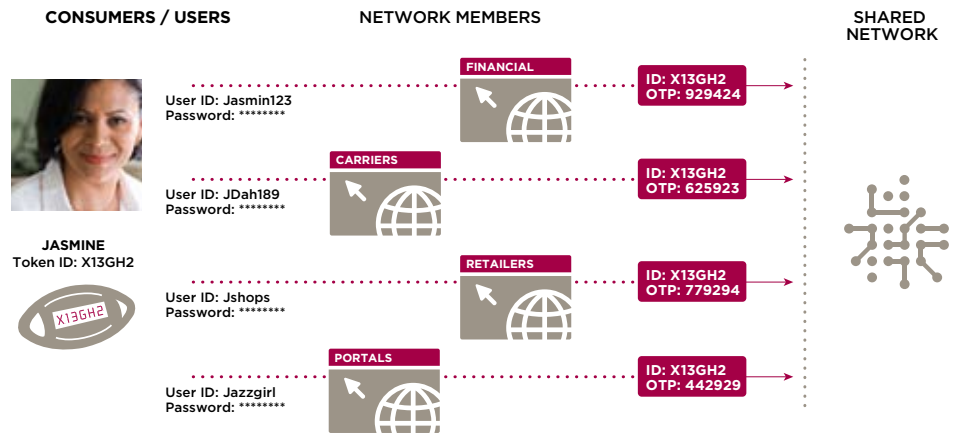 CONSUMERS / USERS
NETWORK MEMBERS
SHARED
NETWORK
FINANCIAL
User ID: Jasmin123
Password: ********
ID: X13GH2
OTP: 929424
CARRIERS
User ID: JDah189
Password: ********
ID: X13GH2
OTP: 625923
JASMINE
Token ID: X13GH2
X13GH2
RETAILERS
User ID: Jshops
Password: ********
ID: X13GH2
OTP: 779294
PORTALS
User ID: Jazzgirl
Password: ********
ID: X13GH2
OTP: 442929